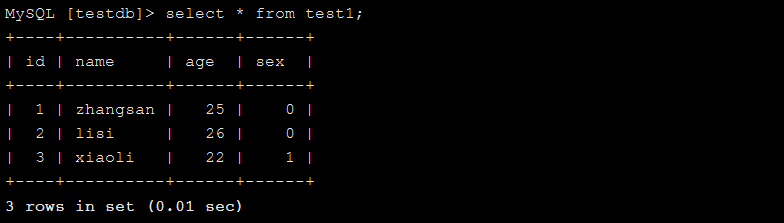 MySQL [testdb]> select * from test1;
+----+----------+------+------+
| id | name     | age  | sex  |
+----+----------+------+------+
|  1 | zhangsan |   25 |    0 |
|  2 | lisi     |   26 |    0 |
|  3 | xiaoli   |   22 |    1 |
+----+----------+------+------+
3 rows in set (0.01 sec)